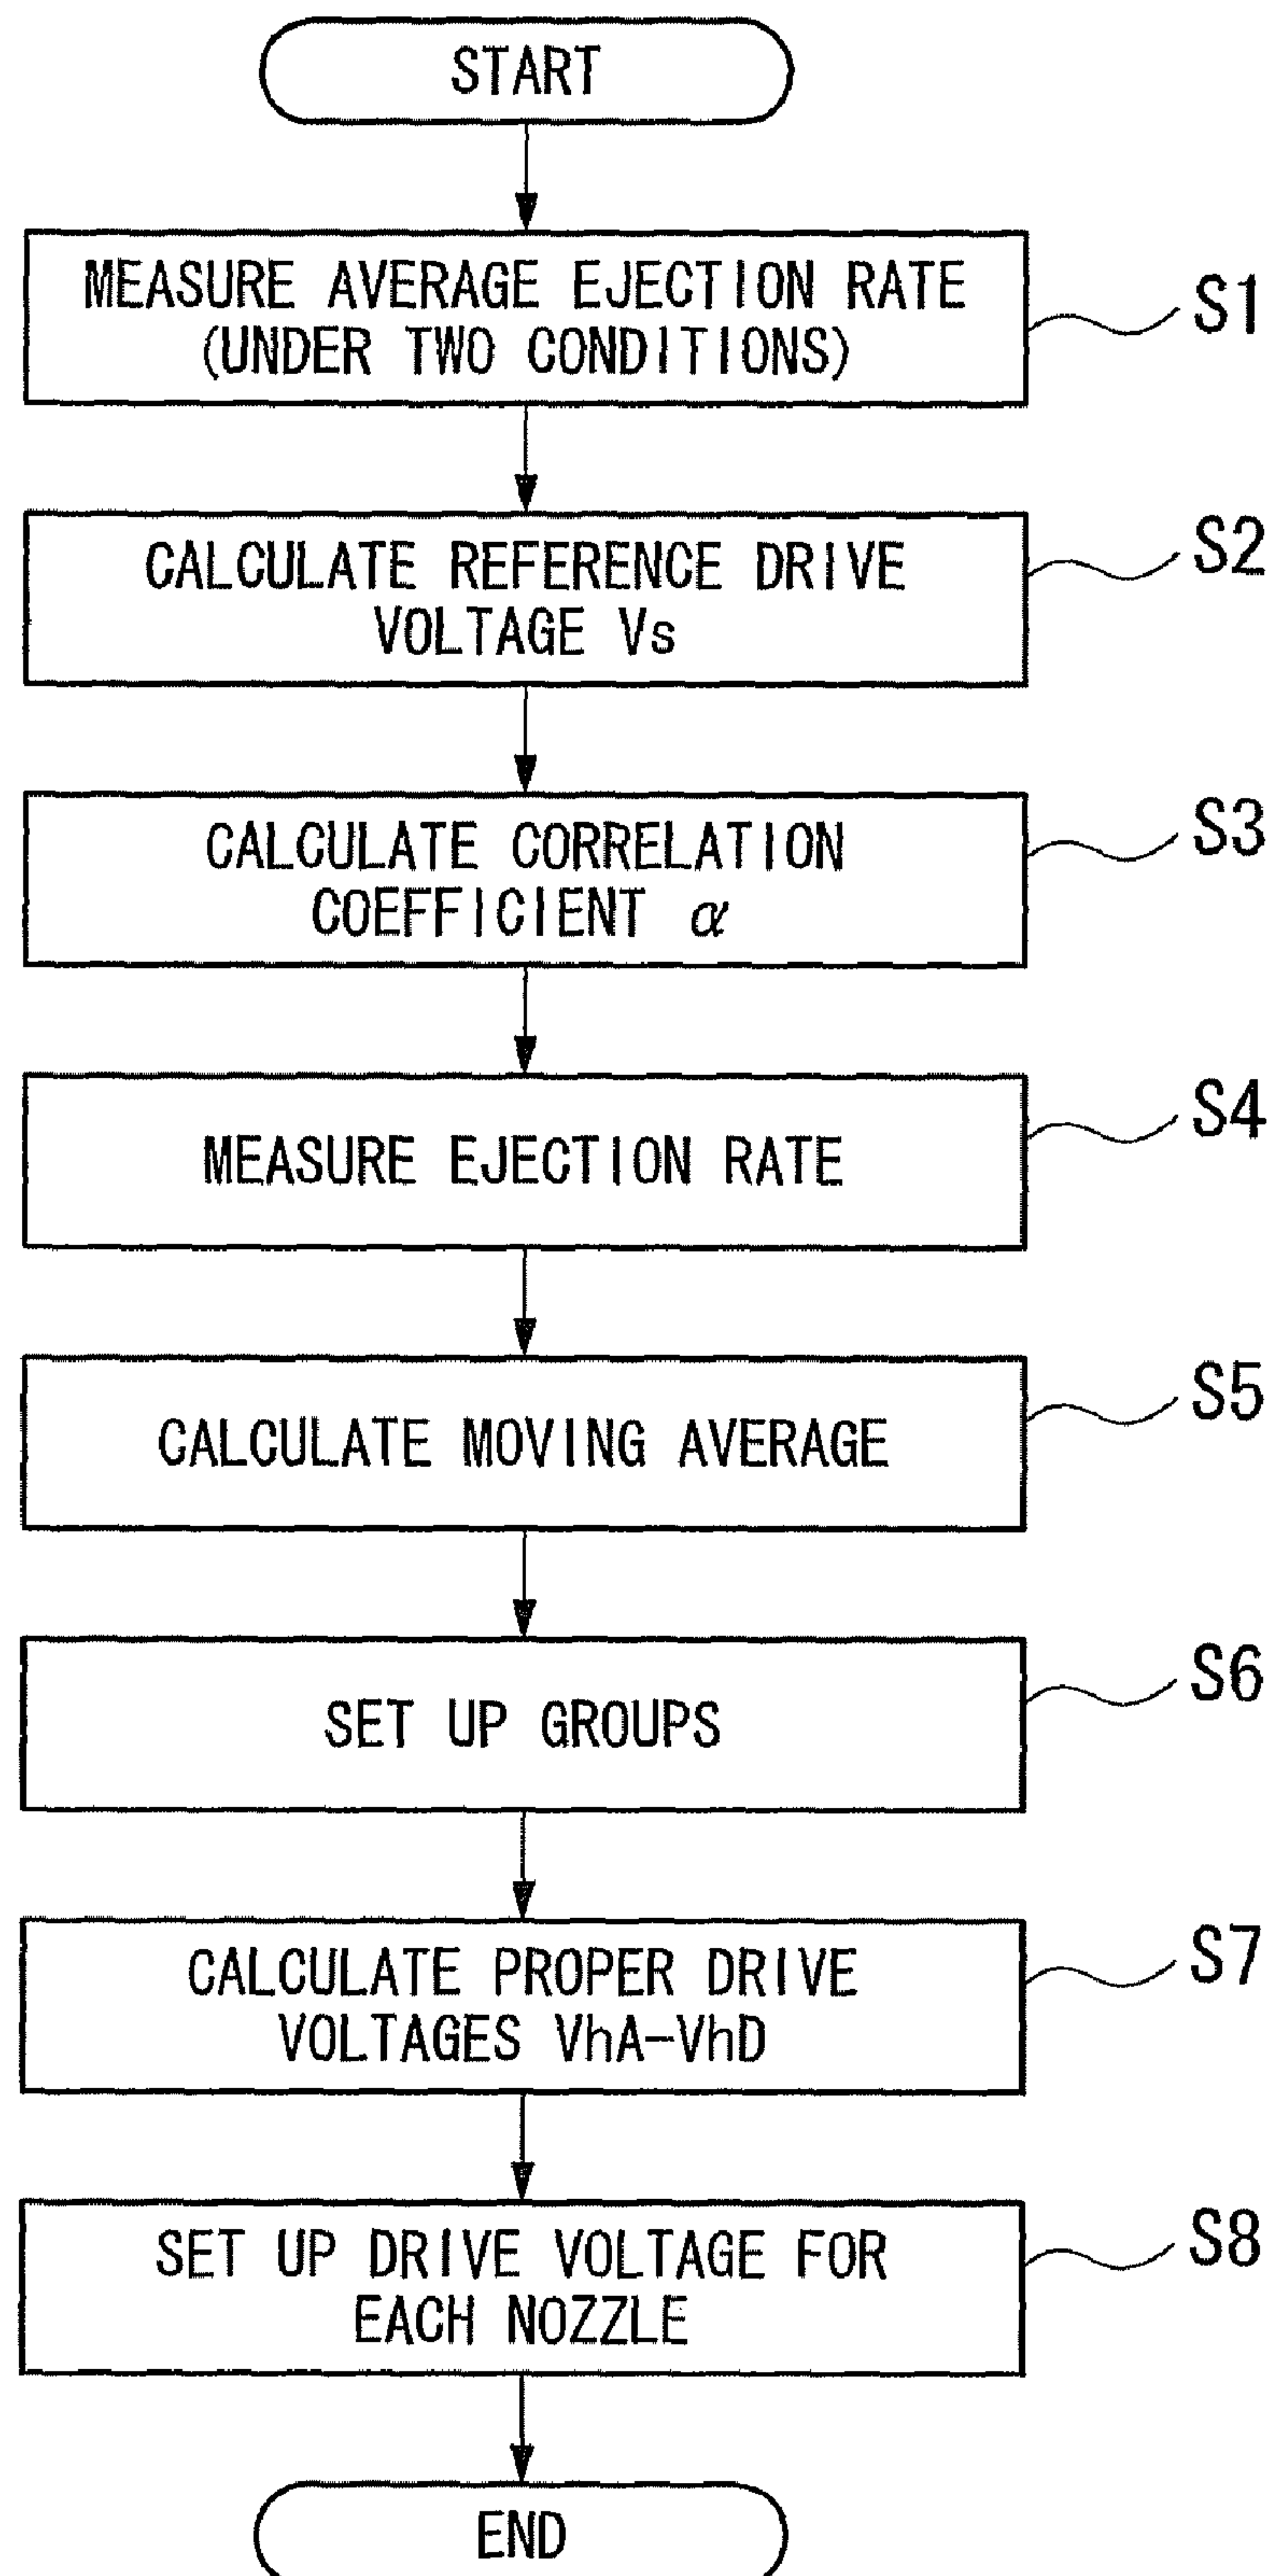 START
MEASURE AVERAGE EJECTION RATE
(UNDER TWO CONDITIONS)
S1
CALCULATE REFERENCE DRIVE
VOLTAGE Vs
S2
CALCULATE CORRELATION
COEFFICIENT α
S3
MEASURE EJECTION RATE
S4
CALCULATE MOVING AVERAGE
S5
SET UP GROUPS
S6
CALCULATE PROPER DRIVE
VOLTAGES VhA-VhD
S7
SET UP DRIVE VOLTAGE FOR
EACH NOZZLE
S8
END